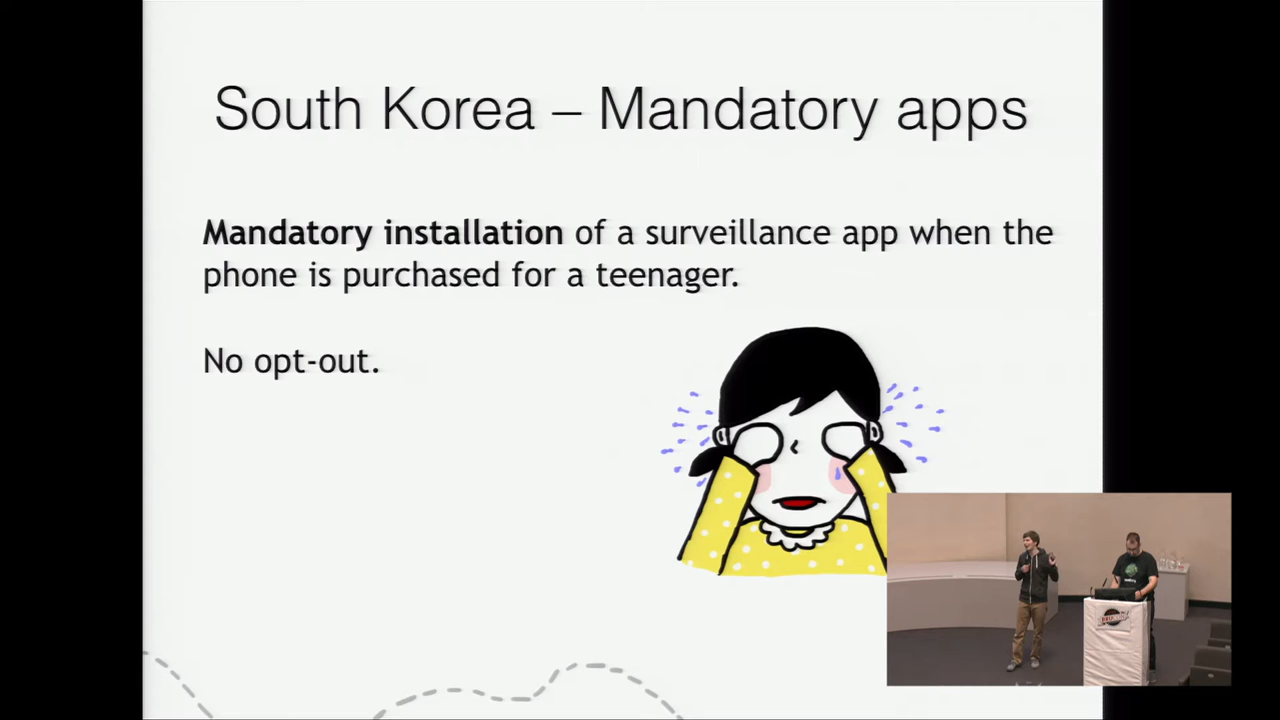 South Korea – Mandatory apps
Mandatory installation of a surveillance app when the
phone is purchased for a teenager.
No opt-out.